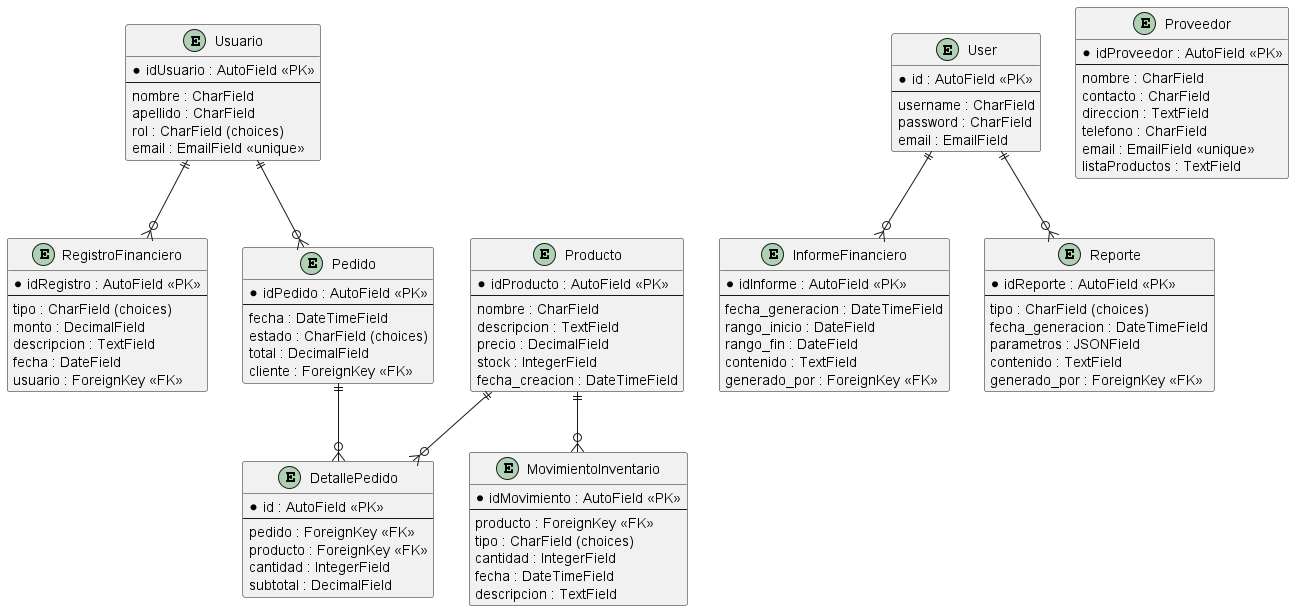 E Usuario
* idUsuario : AutoField «PK»
nombre : CharField
apellido : CharField
rol : CharField (choices)
email : EmailField «unique»
E User
* id : AutoField «PK»
username : CharField
password : CharField
email : EmailField
E Proveedor
* idProveedor : AutoField «PK»
nombre : CharField
contacto : CharField
direccion : TextField
telefono : CharField
email : EmailField «unique»
listaProductos : TextField
E RegistroFinanciero
* idRegistro : AutoField «PK»
tipo : CharField (choices)
monto : DecimalField
descripcion : TextField
fecha : DateField
usuario : ForeignKey «FK»
E Pedido
* idPedido : AutoField «PK»
fecha : DateTimeField
estado : CharField (choices)
total : DecimalField
cliente : ForeignKey «FK»
E Producto
* idProducto : AutoField «PK»
nombre : CharField
descripcion : TextField
precio : DecimalField
stock : IntegerField
fecha_creacion : DateTimeField
E InformeFinanciero
* idInforme : AutoField «PK»
fecha_generacion : DateTimeField
rango_inicio : DateField
rango_fin : DateField
contenido : TextField
generado_por : ForeignKey «FK»
E Reporte
* idReporte : AutoField «PK»
tipo : CharField (choices)
fecha_generacion : DateTimeField
parametros : JSONField
contenido : TextField
generado_por : ForeignKey «FK»
E DetallePedido
* id : AutoField «PK»
pedido : ForeignKey «FK»
producto : ForeignKey «FK»
cantidad : IntegerField
subtotal : DecimalField
E MovimientoInventario
* idMovimiento : AutoField «PK»
producto : ForeignKey «FK»
tipo : CharField (choices)
cantidad : IntegerField
fecha : DateTimeField
descripcion : TextField